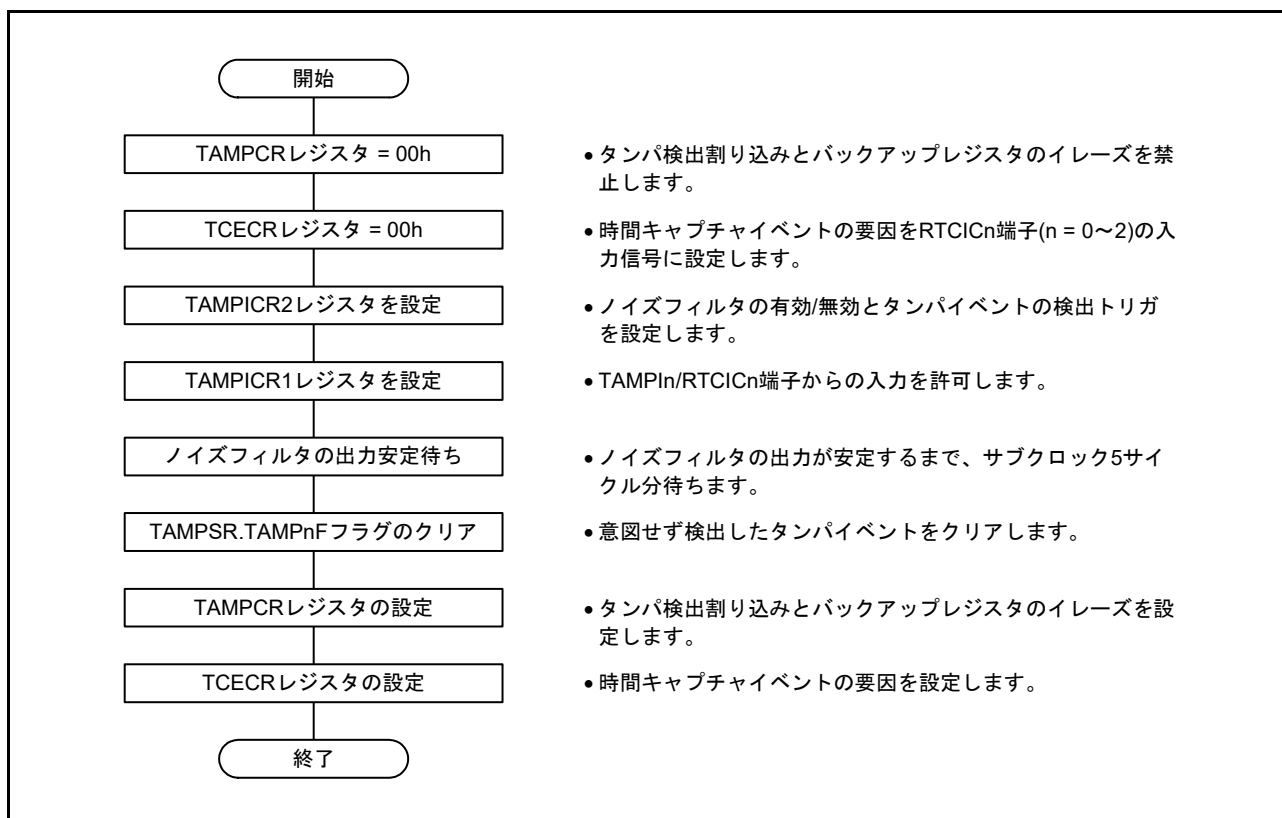 開始
TAMPCRレジスタ = 00h
• タンパ検出割り込みとバックアップレジスタのイレーズを禁
止します。
TCECRレジスタ = 00h
• 時間キャプチャイベントの要因をRTCICn端子(n = 0～2)の入
力信号に設定します。
TAMPICR2レジスタを設定
• ノイズフィルタの有効/無効とタンパイベントの検出トリガ
を設定します。
TAMPICR1レジスタを設定
• TAMPIn/RTCICn端子からの入力を許可します。
ノイズフィルタの出力安定待ち
• ノイズフィルタの出力が安定するまで、サブクロック5サイ
クル分待ちます。
TAMPSR.TAMPnFフラグのクリア
• 意図せず検出したタンパイベントをクリアします。
TAMPCRレジスタの設定
• タンパ検出割り込みとバックアップレジスタのイレーズを設
定します。
TCECRレジスタの設定
• 時間キャプチャイベントの要因を設定します。
終了